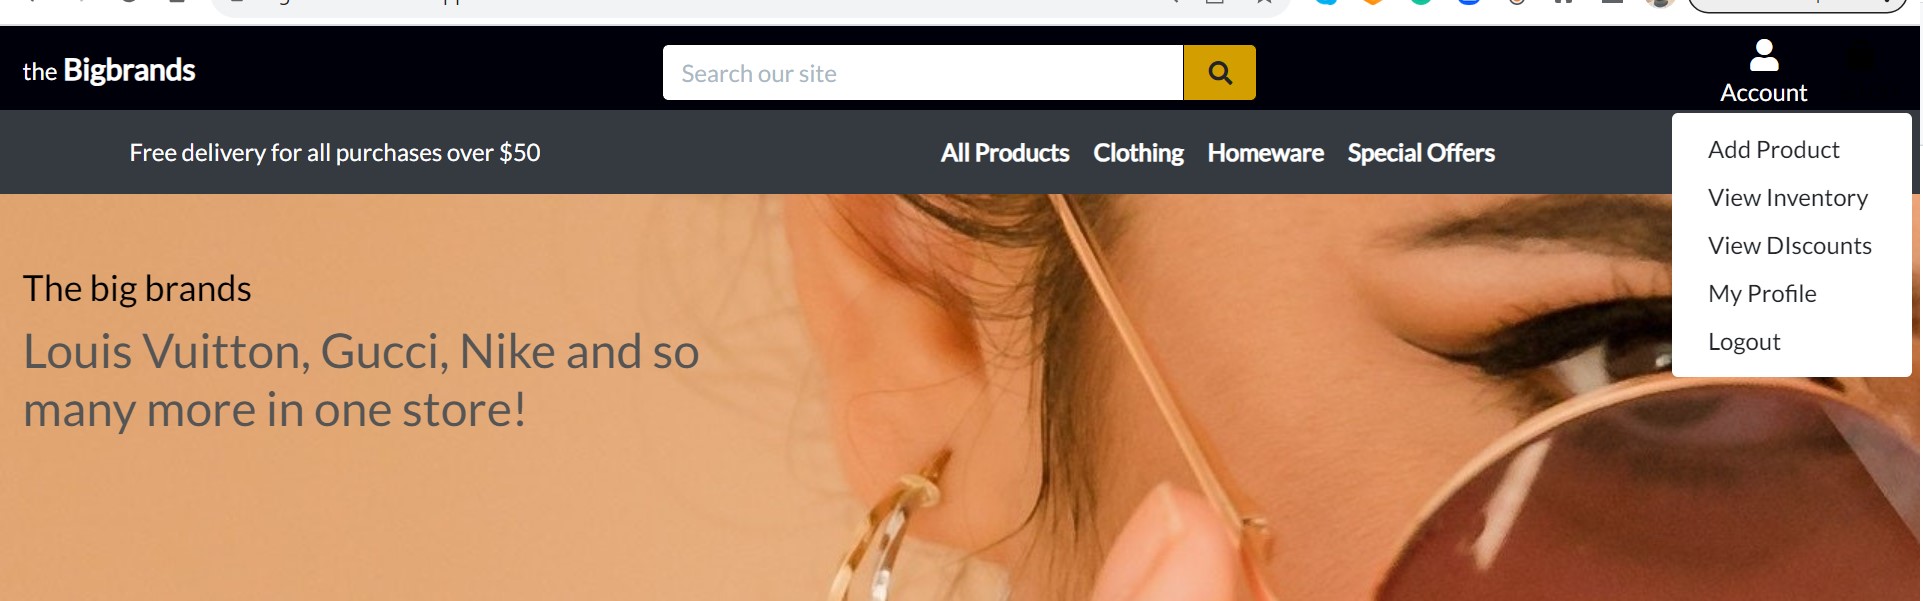 the Bigbrands
Search our site
Account
Free delivery for all purchases over $50
All Products Clothing Homeware Special Offers
Add Product
View Inventory
View DIscounts
My Profile
Logout
The big brands
Louis Vuitton, Gucci, Nike and so
many more in one store!